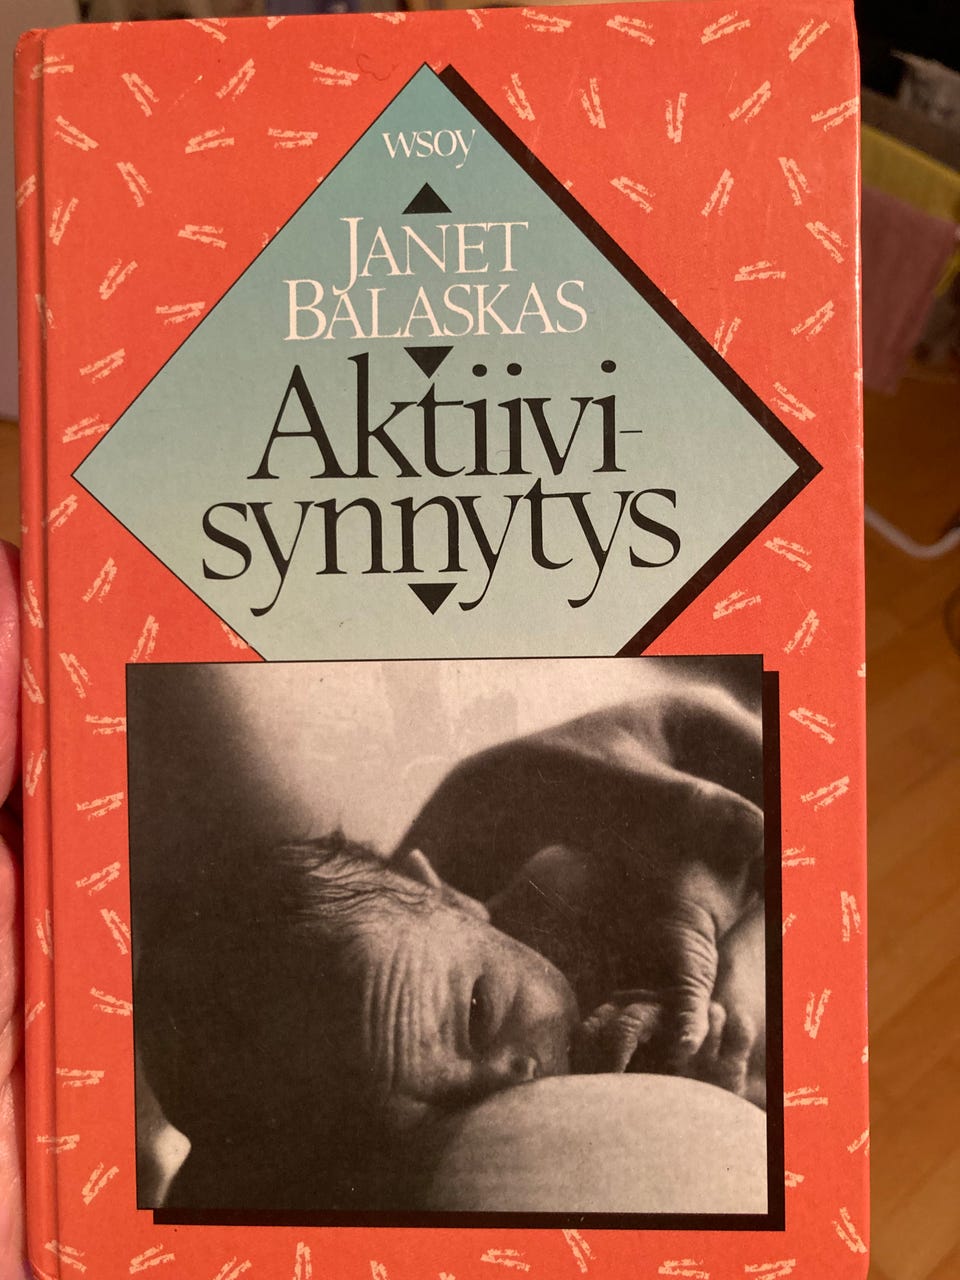 wsoy
JANET
BALASKAS
Aktiivi-
synnytys